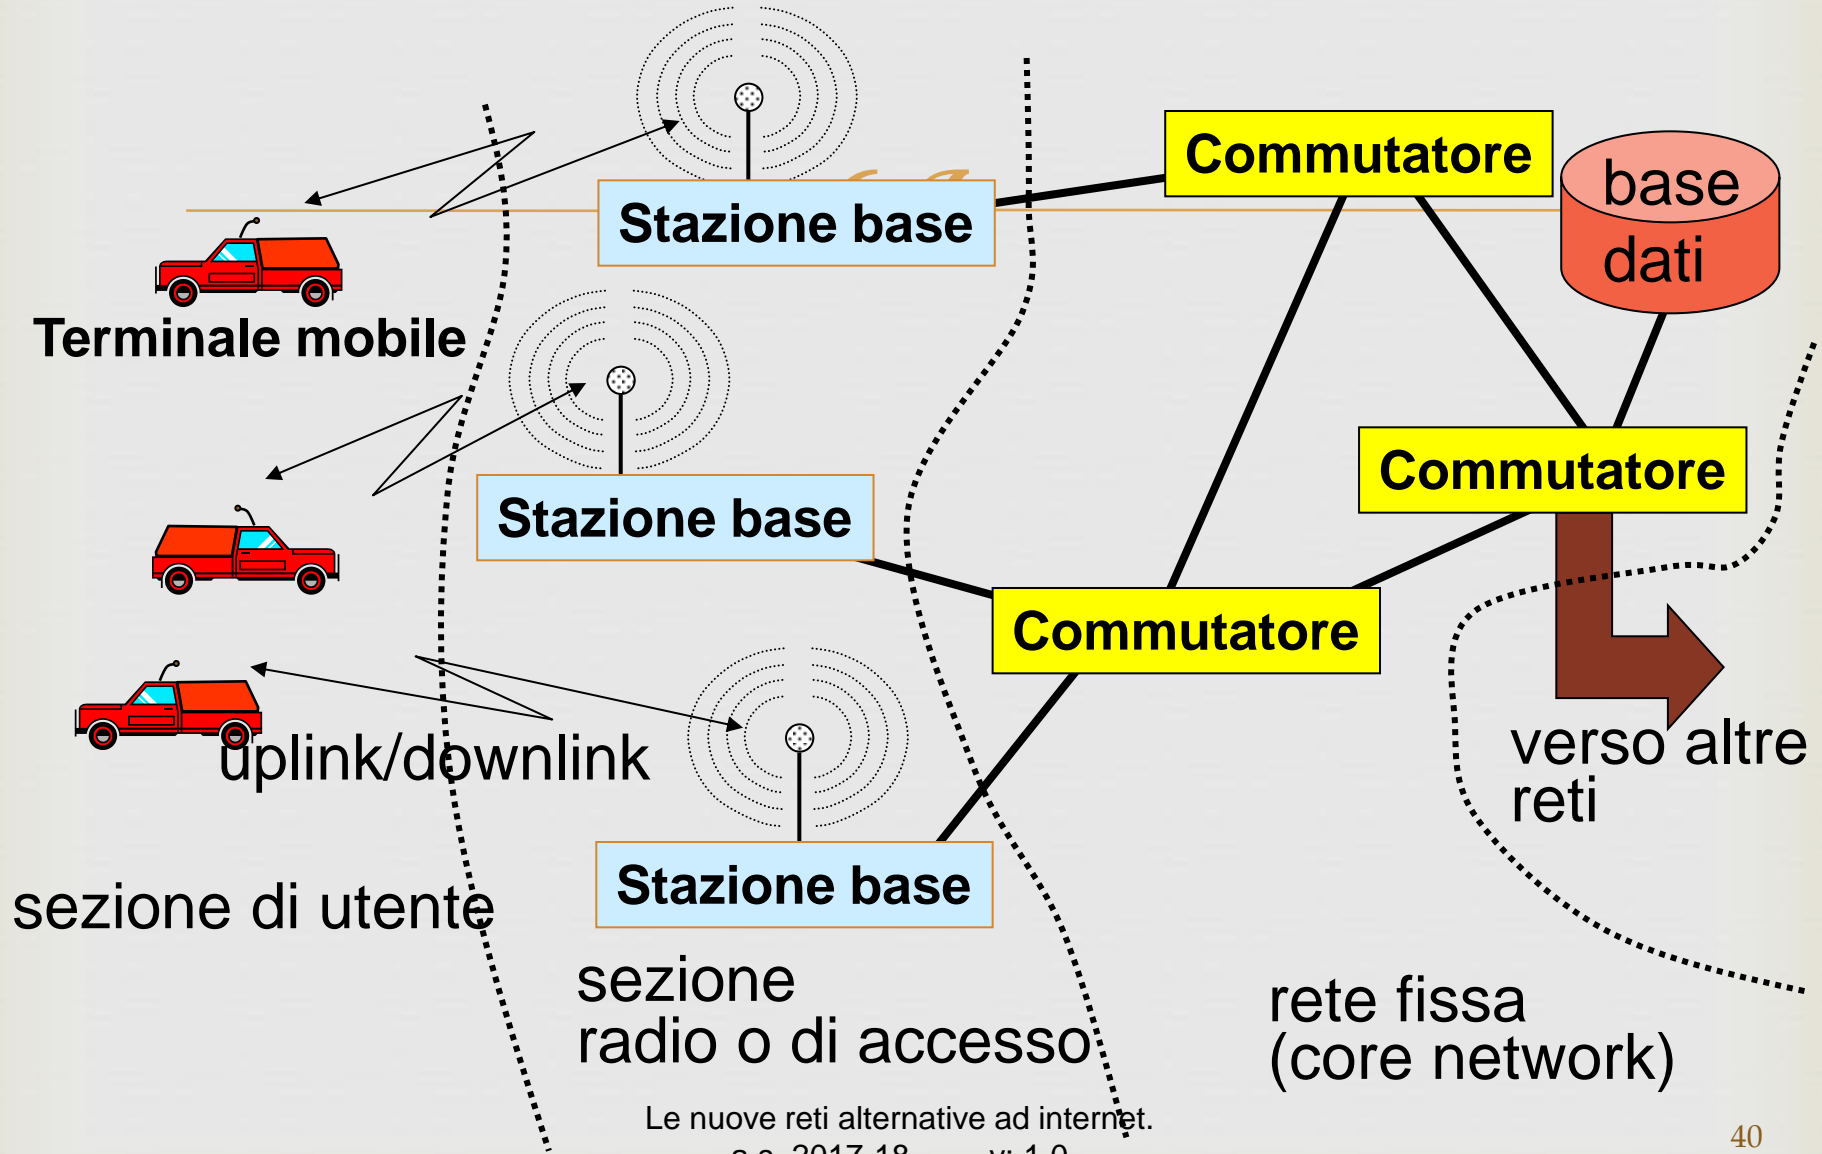 Commutatore
base
dati
Stazione base
Terminale mobile
Commutatore
Stazione base
Commutatore
uplink/downlink
verso altre
reti
Stazione base
sezione di utente
sezione
radio o di accesso
rete fissa
(core network)
Le nuove reti alternative ad internet.
40